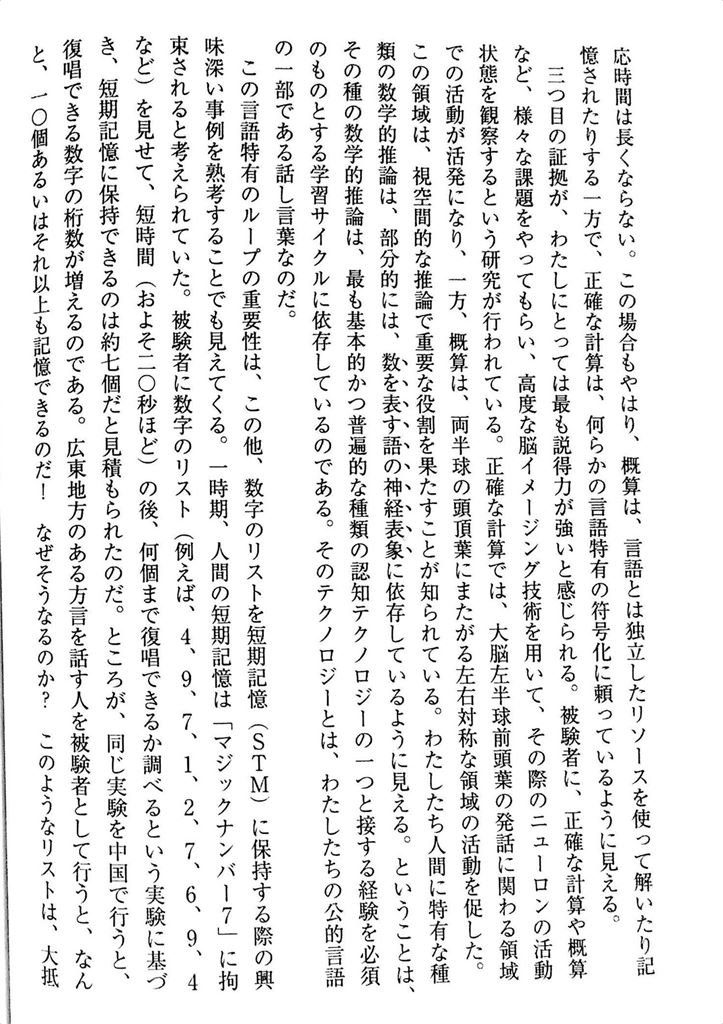 応時間は長くならない。この場合もやはり、概算は、言語とは独立したリソースを使って解いたり記
憶されたりする一方で、正確な計算は、何らかの言語特有の符号化に頼っているように見える。
三つ目の証拠が、わたしにとっては最も説得力が強いと感じられる。被験者に、正確な計算や概算
など、様々な課題をやってもらい、高度な脳イメージング技術を用いて、その際のニューロンの活動
状態を観察するという研究が行われている。正確な計算では、大脳左半球前頭葉の発話に関わる領域
での活動が活発になり、一方、概算は、両半球の頭頂葉にまたがる左右対称な領域の活動を促した。
この領域は、視空間的な推論で重要な役割を果たすことが知られている。わたしたち人間に特有な種
類の数学的推論は、部分的には、数を表す語の神経表象に依存しているように見える。ということは、
その種の数学的推論は、最も基本的かつ普遍的な種類の認知テクノロジーの一つと接する経験を必須
のものとする学習サイクルに依存しているのである。そのテクノロジーとは、わたしたちの公的言語
の一部である話し言葉なのだ。
この言語特有のループの重要性は、この他、数字のリストを短期記憶（STM）に保持する際の興
味深い事例を熟考することでも見えてくる。一時期、人間の短期記憶は「マジックナンバー7」に拘
束されると考えられていた。被験者に数字のリスト（例えば、4、9、7、1、2、7、6、9、4
など）を見せて、短時間（およそ二〇秒ほど）の後、何個まで復唱できるか調べるという実験に基づ
き、短期記憶に保持できるのは約七個だと見積もられたのだ。ところが、同じ実験を中国で行うと、
復唱できる数字の桁数が増えるのである。広東地方のある方言を話す人を被験者として行うと、なん
と、一〇個あるいはそれ以上も記憶できるのだ！　なぜそうなるのか？　このようなリストは、大抵